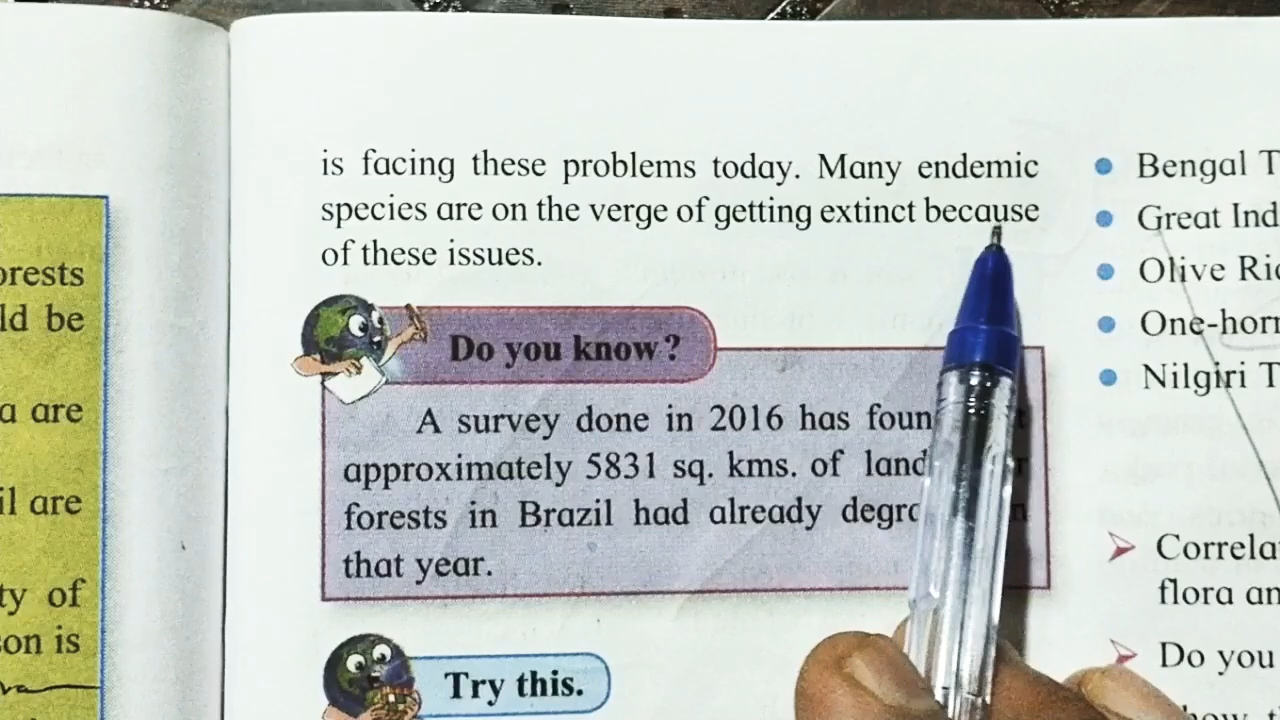 orests
ld be
a are
il are
ty of
on is
is facing these problems today. Many endemic
species are on the verge of getting extinct because
of these issues.
Do you know?
A survey done in 2016 has foun
approximately 5831 sq. kms. of land
forests in Brazil had already degra
that year.
Try this.
Bengal T
Great Ind
Olive Ri
One-horn
Nilgiri T
Correla
flora an
Do you